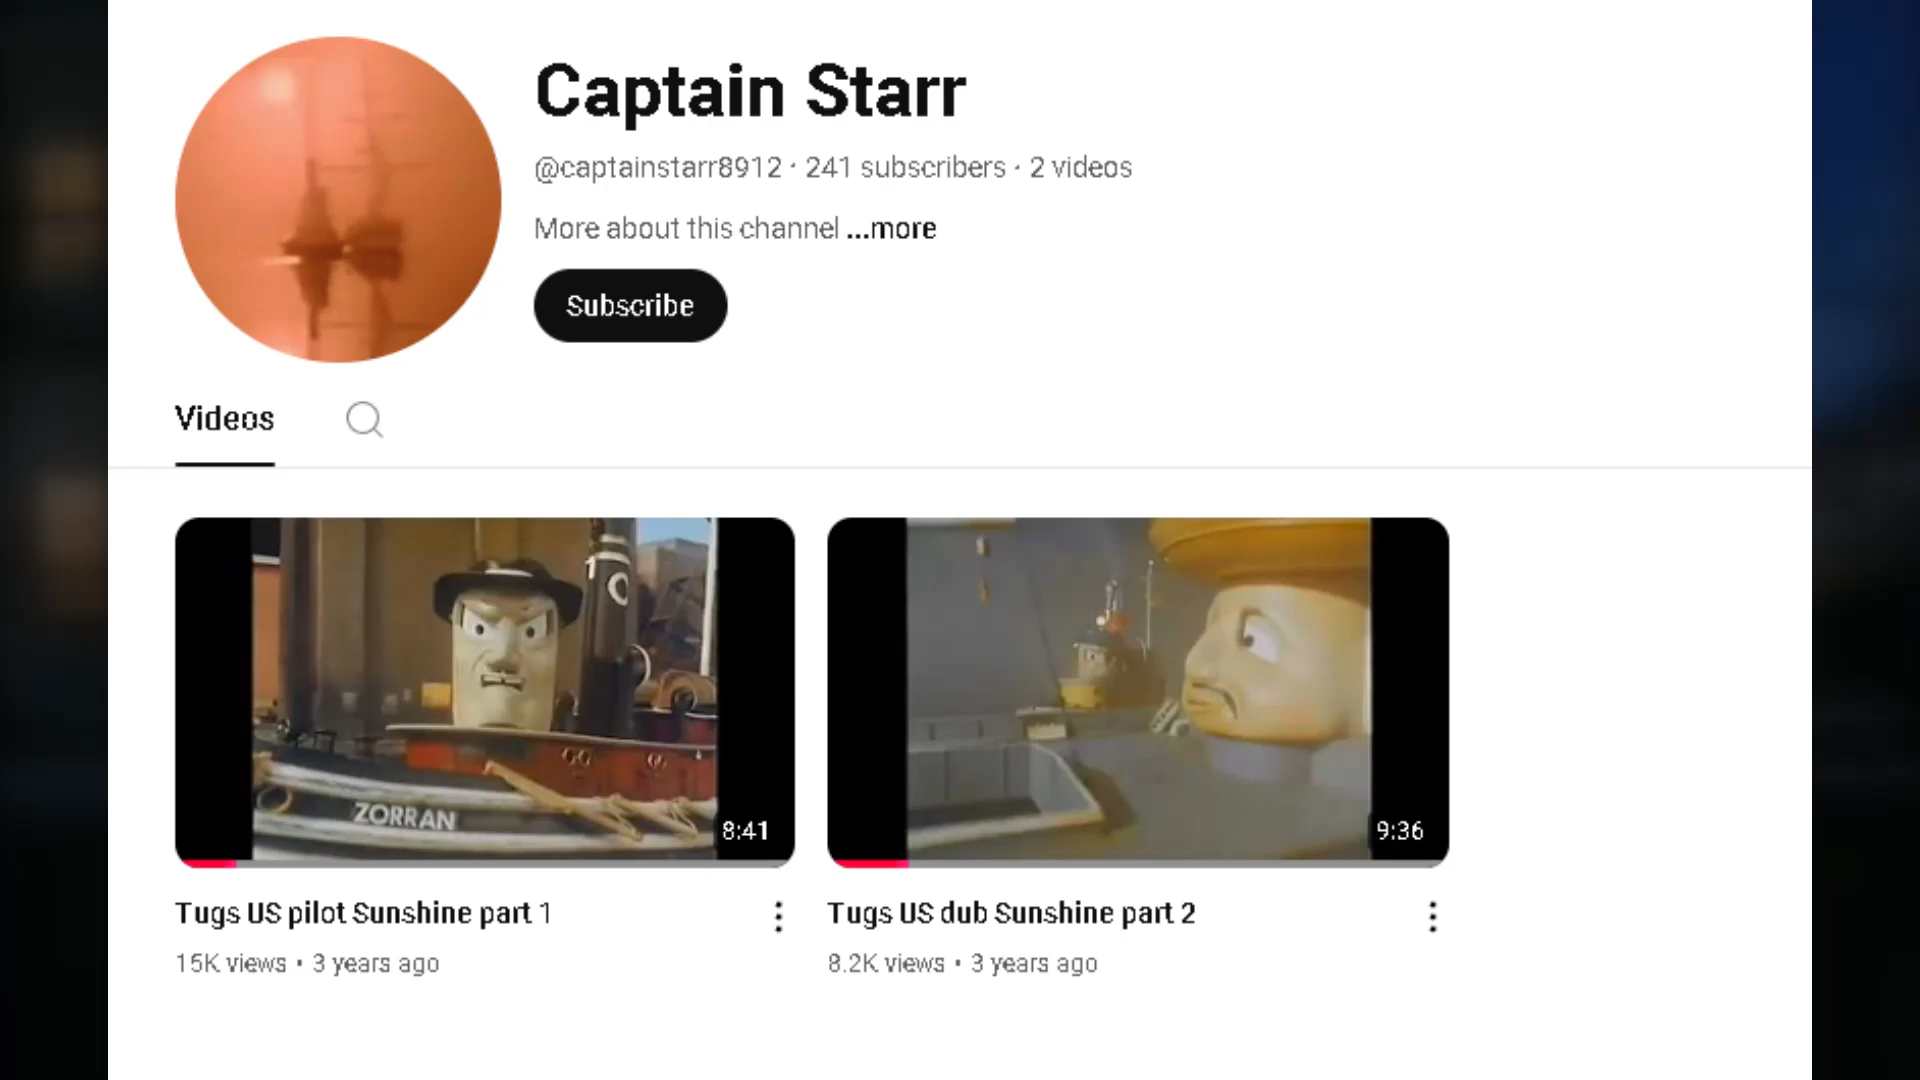 Captain Starr
@captainstarr8912 · 241 subscribers · 2 videos
More about this channel ...more
Subscribe
Videos
ZORRAN
8:41
9:36
Tugs US pilot Sunshine part 1
Tugs US dub Sunshine part 2
15K views • 3 years ago
8.2K views • 3 years ago